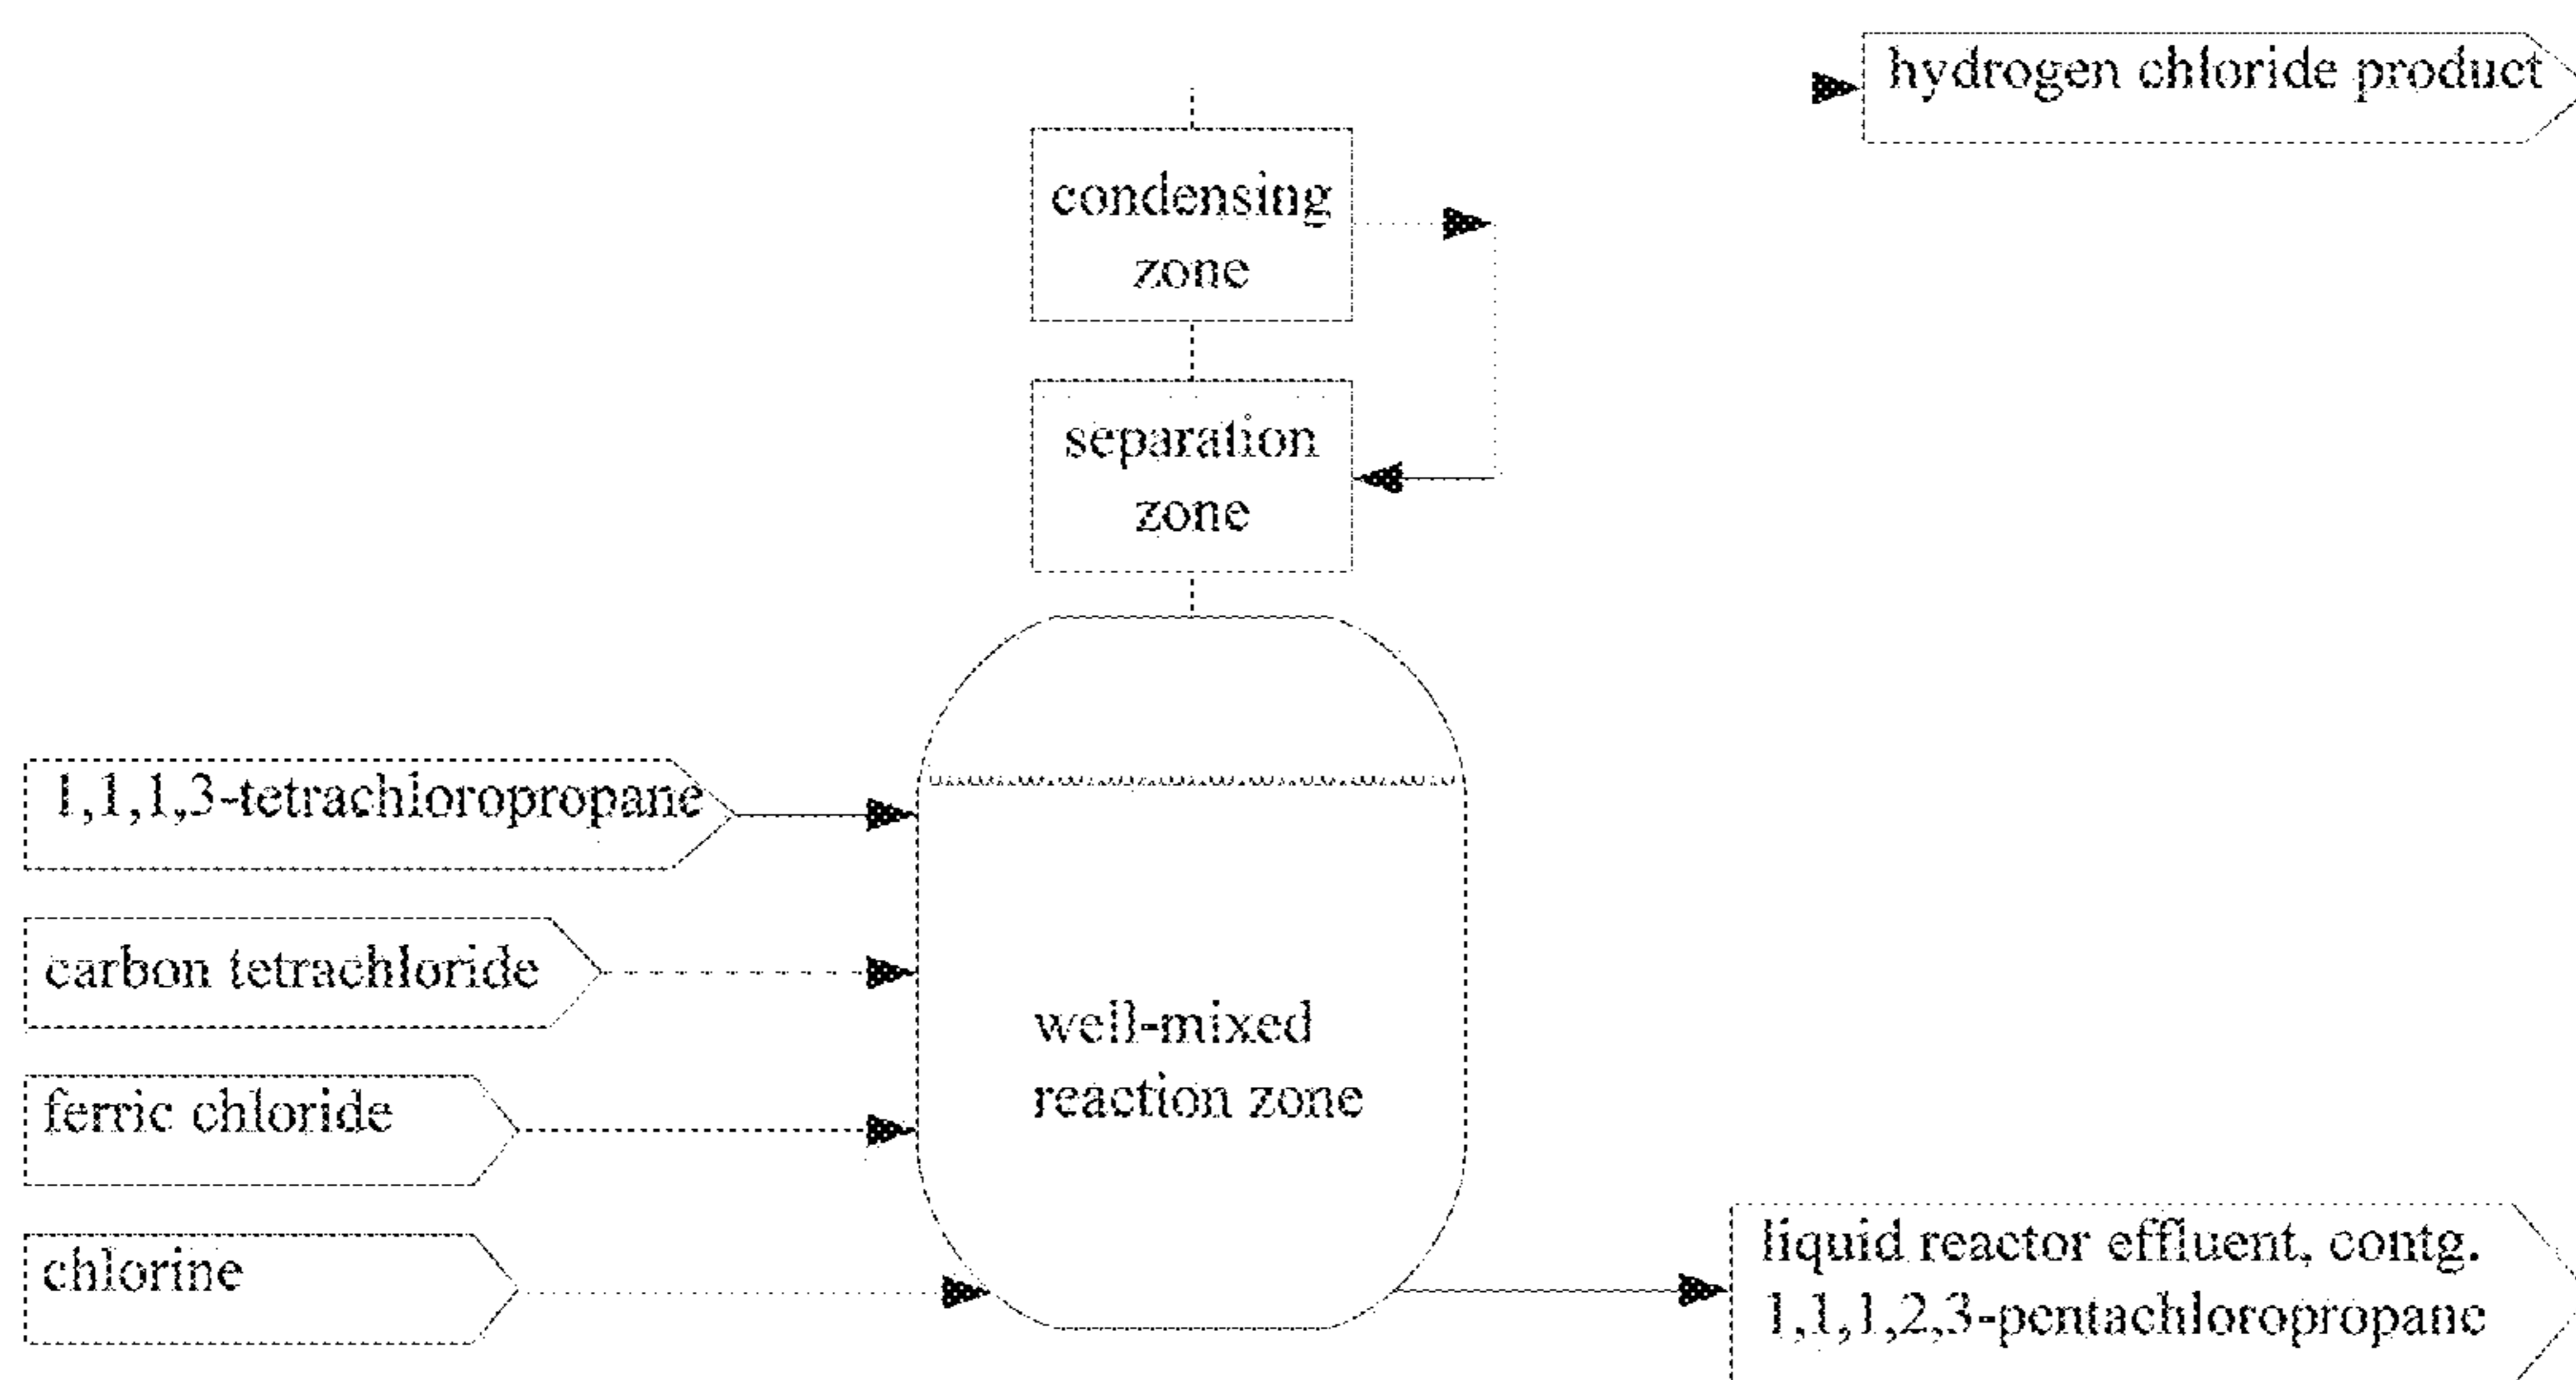 hydrogen chloride product
condensing
zone
separation
zone
1,1,1,3-tetrachloropropane
carbon tetrachloride
ferric chloride
chlorine
well-mixed
reaction zone
liquid reactor effluent, contg.
1,1,1,2,3-pentachloropropane